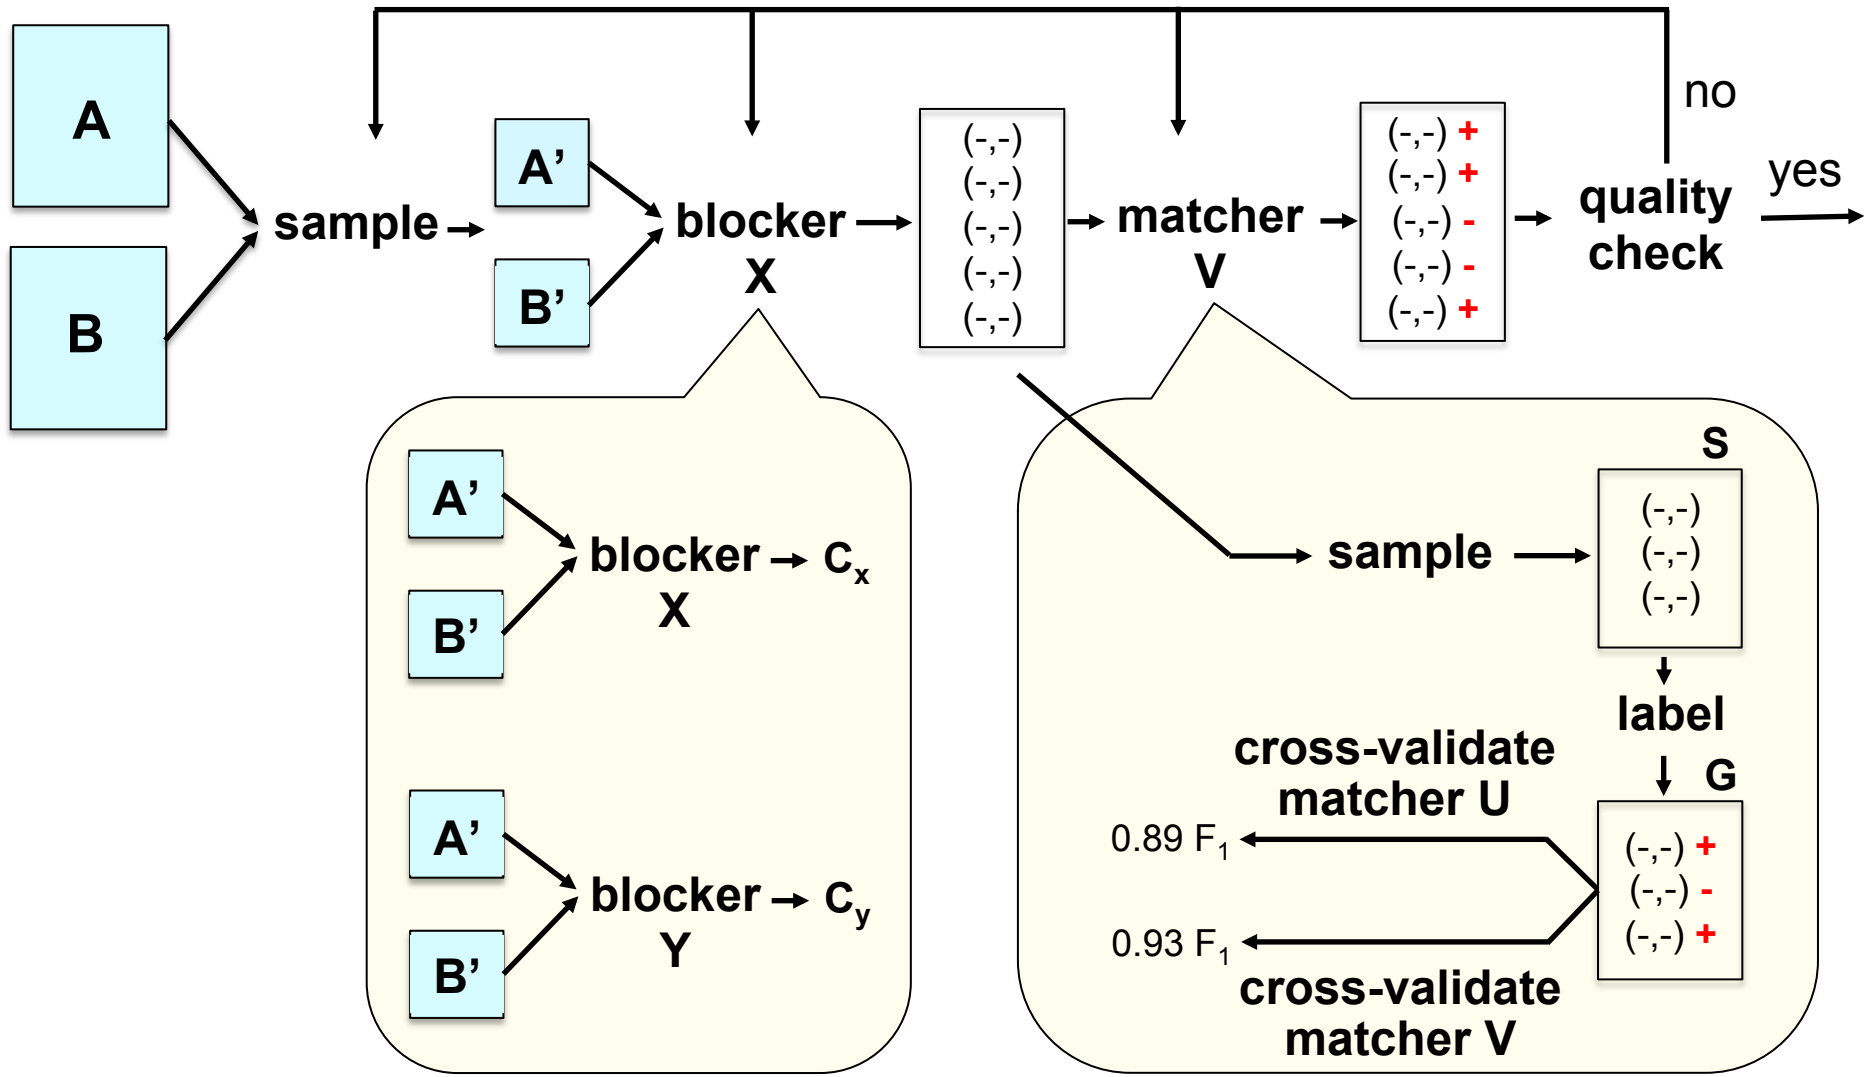 A
B
sample
A’
B’
blocker
X
(-,-)
(-,-)
(-,-)
(-,-)
(-,-)
matcher
V
(-,-) +
(-,-) +
(-,-) -
(-,-) -
(-,-) +
quality
check
no
yes
A’
B’
blocker
X
Cx
A’
B’
blocker
Y
Cy
sample
S
(-,-)
(-,-)
(-,-)
label
G
(-,-) +
(-,-) -
(-,-) +
cross-validate
matcher U
0.89 F1
0.93 F1
cross-validate
matcher V